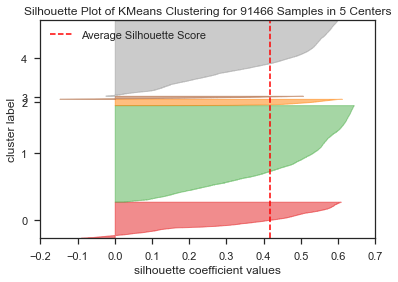 Silhouette Plot of KMeans Clustering for 91466 Samples in 5 Centers
Average Silhouette Score
4
3
2
1
0
cluster label
−0.2 −0.1 0.0 0.1 0.2 0.3 0.4 0.5 0.6 0.7
silhouette coefficient values